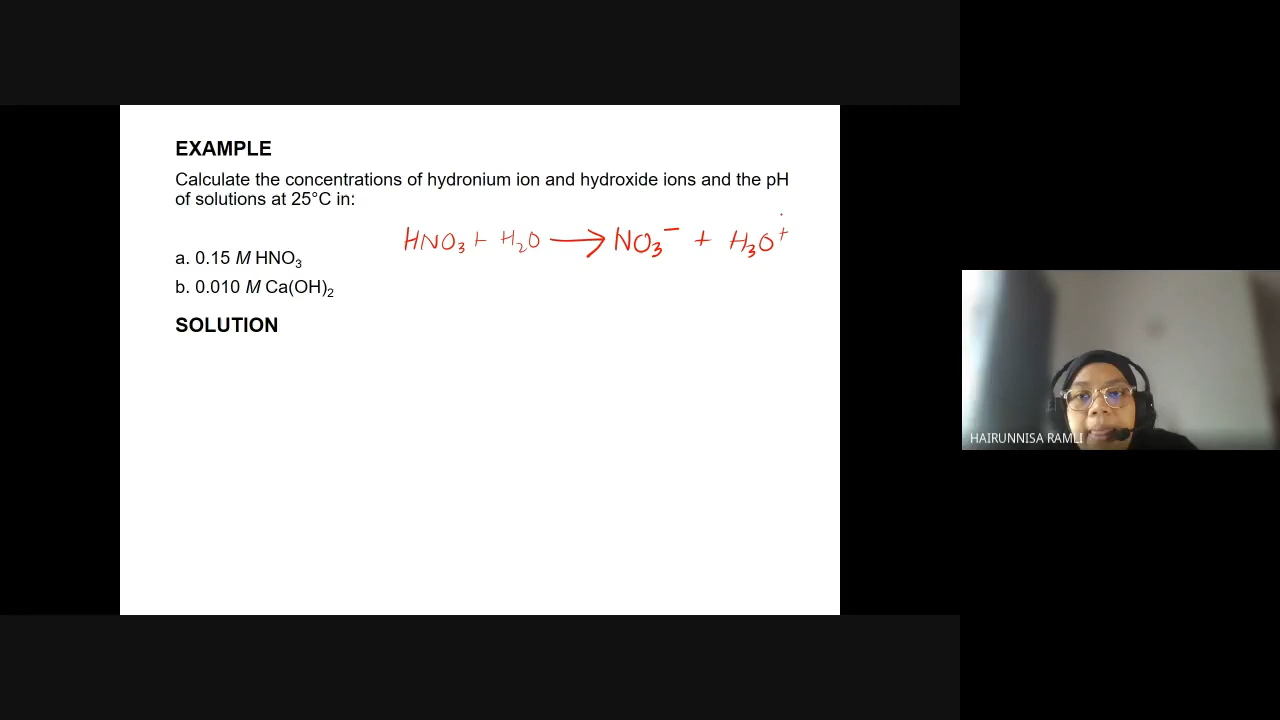 EXAMPLE
Calculate the concentrations of hydronium ion and hydroxide ions and the pH
of solutions at 25°C in:
HNO₃ + H₂O ⟶ NO₃⁻ + H₃O⁺
a. 0.15 M HNO₃
b. 0.010 M Ca(OH)₂
SOLUTION
HAIRUNNISA RAMLI